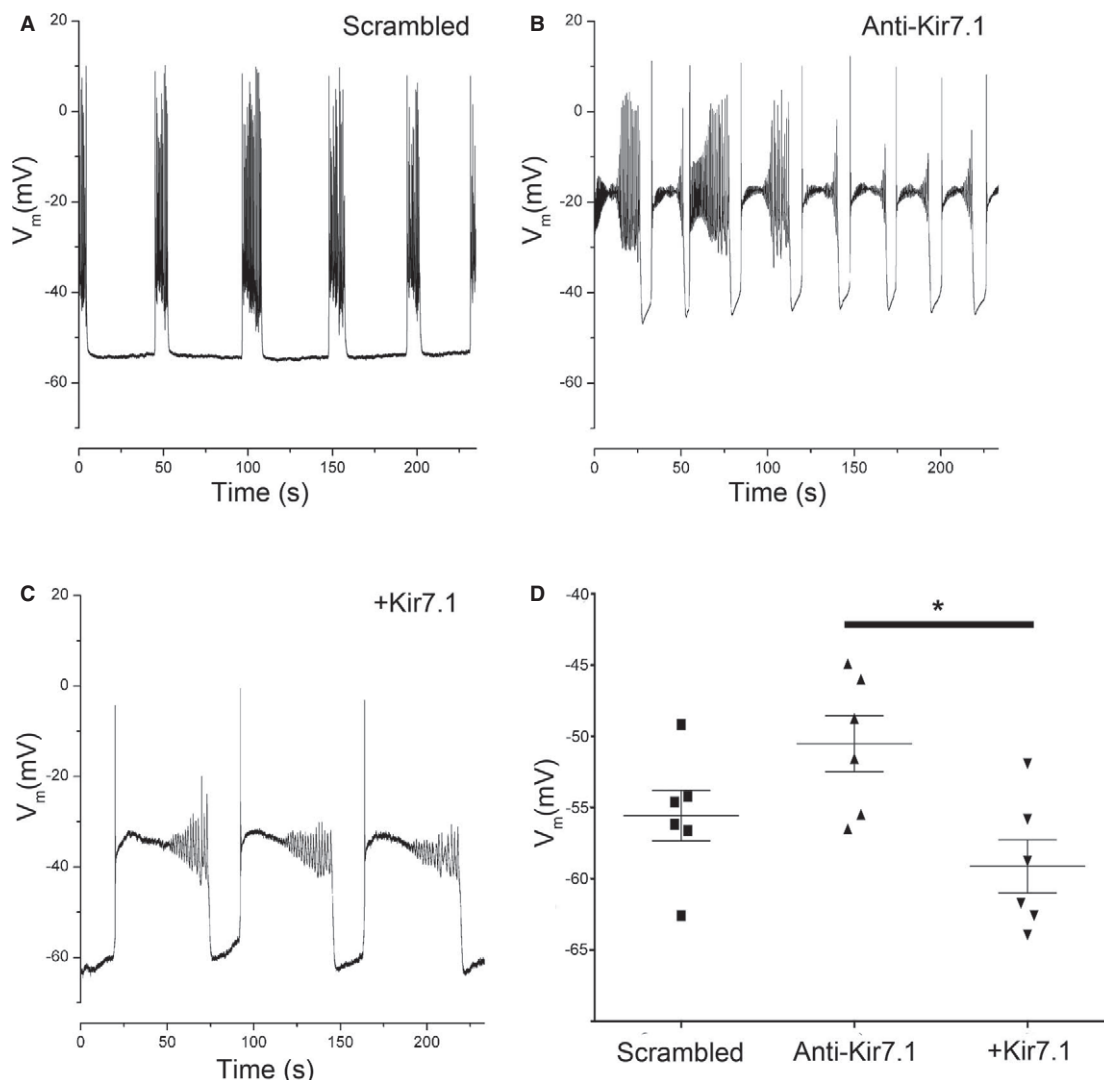 A
Scrambled
20
0
-20
-40
-60
Vm(mV)
0 50 100 150 200
Time (s)
B
Anti-Kir7.1
20
0
-20
-40
-60
Vm(mV)
0 50 100 150 200
Time (s)
C
+Kir7.1
20
0
-20
-40
-60
Vm(mV)
0 50 100 150 200
Time (s)
D
*
-40
-45
-50
-55
-60
-65
Vm(mV)
Scrambled Anti-Kir7.1 +Kir7.1